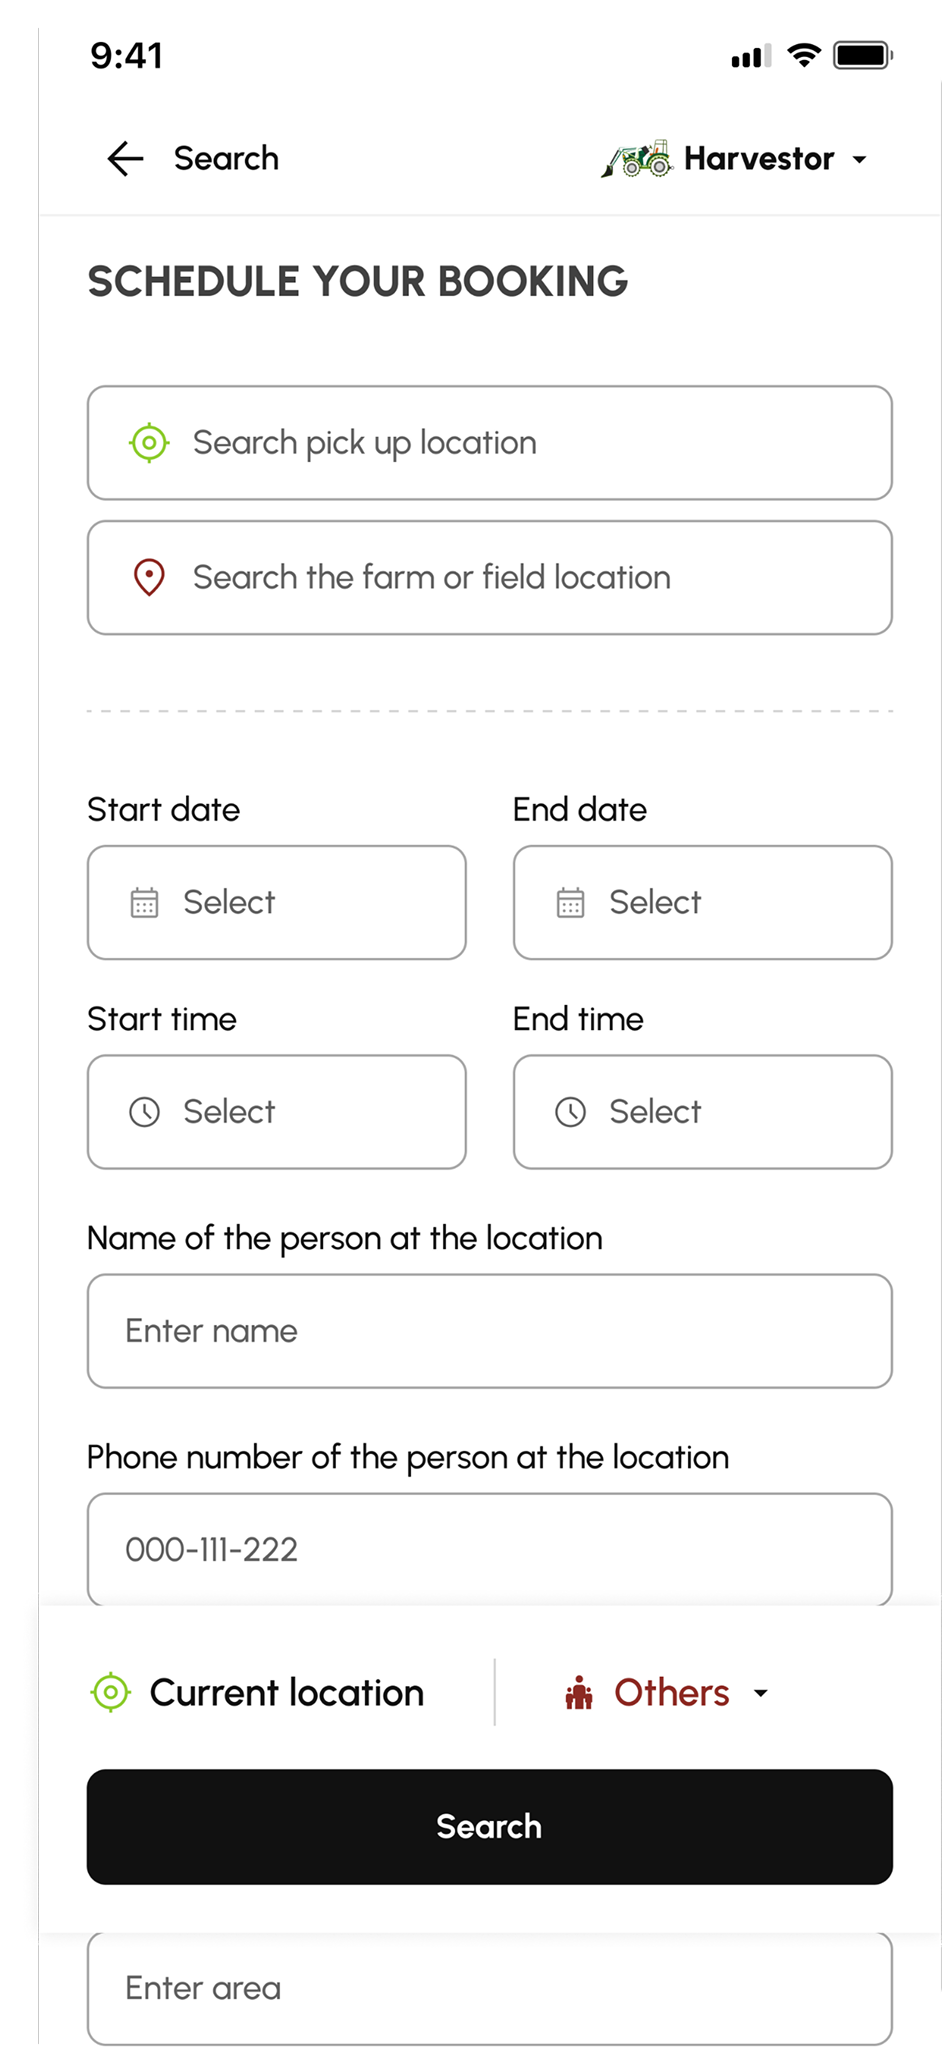 9:41
Search
Harvestor
SCHEDULE YOUR BOOKING
Search pick up location
Search the farm or field location
Start date
End date
Select
Select
Start time
End time
Select
Select
Name of the person at the location
Enter name
Phone number of the person at the location
000-111-222
Current location
Others
Search
Enter area